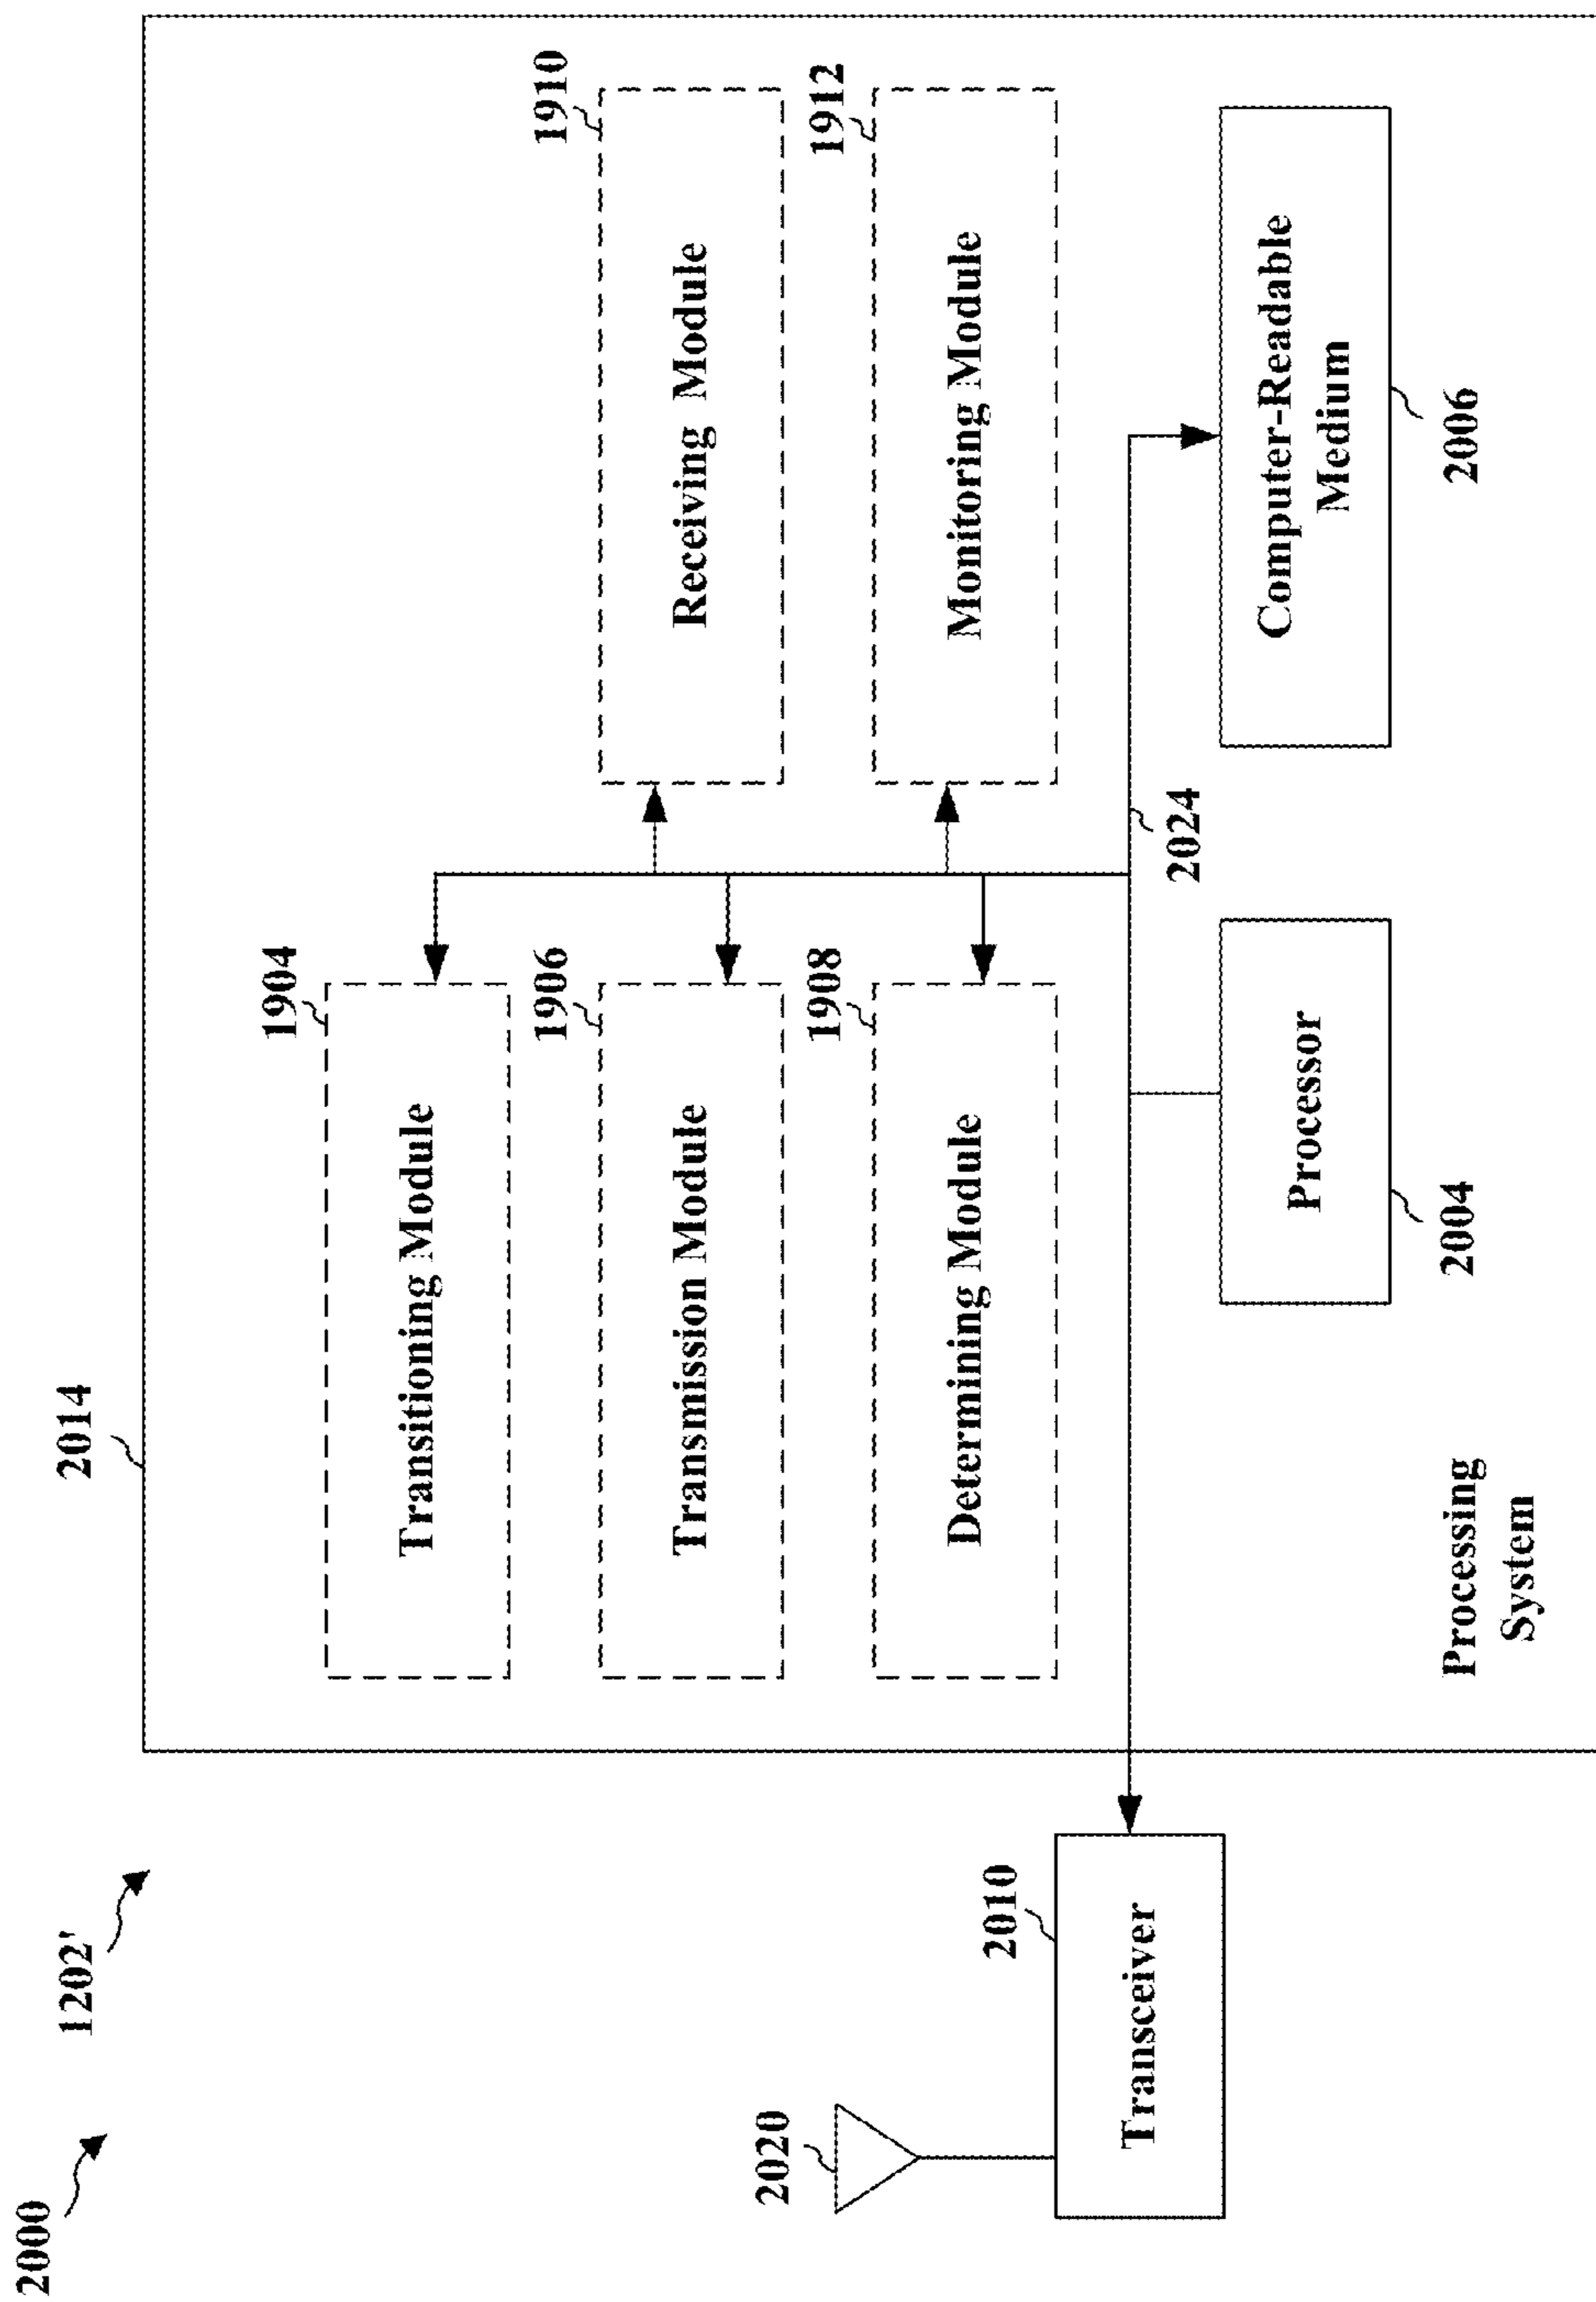 2000
1202'
2014
1904
Transitioning Module
1906
Transmission Module
1910
Receiving Module
1908
Determining Module
1912
Monitoring Module
2020
2010
Transceiver
2024
Processor
2004
Computer-Readable
Medium
2006
Processing
System